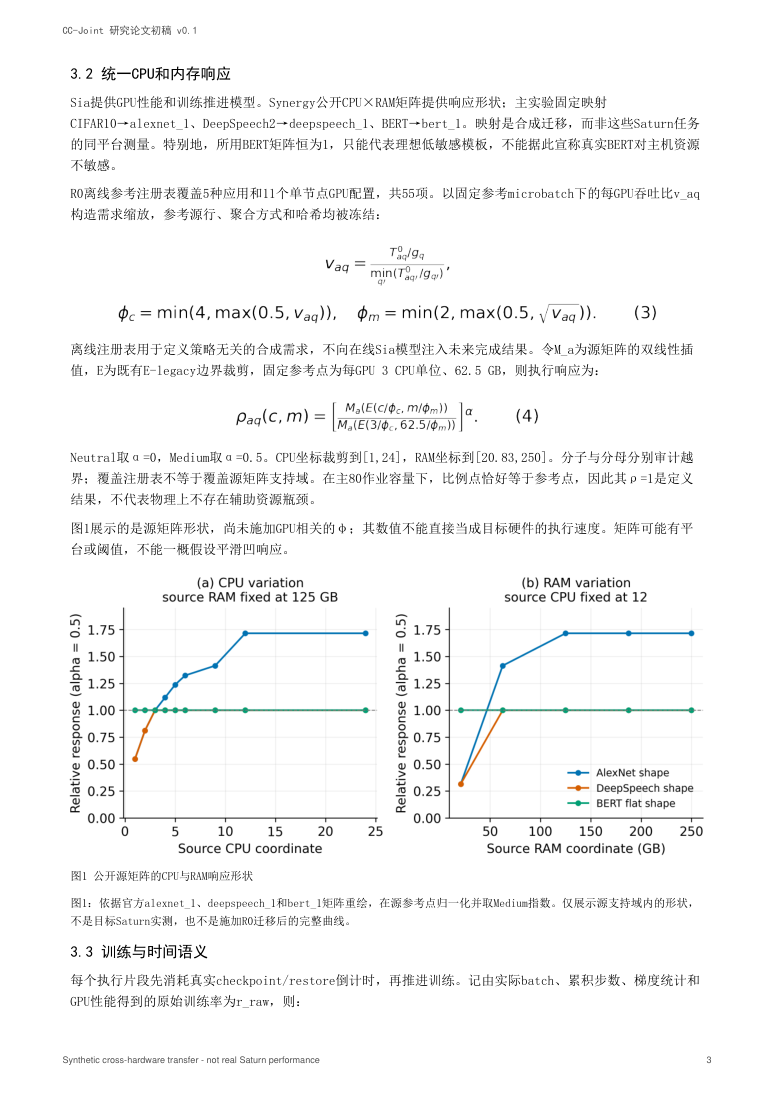 CC-Joint 研究论文初稿 v0.1
3.2 统一CPU和内存响应
Sia提供GPU性能和训练推进模型。Synergy公开CPU×RAM矩阵提供响应形状；主实验固定映射
CIFAR10→alexnet_1、DeepSpeech2→deepspeech_1、BERT→bert_1。映射是合成迁移，而非这些Saturn任务
的同平台测量。特别地，所用BERT矩阵恒为1，只能代表理想低敏感模板，不能据此宣称真实BERT对主机资源
不敏感。
R0离线参考注册表覆盖5种应用和11个单节点GPU配置，共55项。以固定参考microbatch下的每GPU吞吐比v_aq
构造需求缩放，参考源行、聚合方式和哈希均被冻结：
v_{aq} = \frac{T^0_{aq}/g_q}{\min_{q'}(T^0_{aq'}/g_{q'})},
ϕ_c = min(4, max(0.5, v_{aq})), ϕ_m = min(2, max(0.5, √v_{aq})). (3)
离线注册表用于定义策略无关的合成需求，不向在线Sia模型注入未来完成结果。令M_a为源矩阵的双线性插
值，E为既有E-legacy边界裁剪，固定参考点为每GPU 3 CPU单位、62.5 GB，则执行响应为：
ρ_{aq}(c, m) = [\frac{M_a(E(c/ϕ_c, m/ϕ_m))}{M_a(E(3/ϕ_c, 62.5/ϕ_m))}]^α. (4)
Neutral取α=0，Medium取α=0.5。CPU坐标裁剪到[1,24]，RAM坐标到[20.83,250]。分子与分母分别审计越
界；覆盖注册表不等于覆盖源矩阵支持域。在主80作业容量下，比例点恰好等于参考点，因此其ρ=1是定义
结果，不代表物理上不存在辅助资源瓶颈。
图1展示的是源矩阵形状，尚未施加GPU相关的φ；其数值不能直接当成目标硬件的执行速度。矩阵可能有平
台或阈值，不能一概假设平滑凹响应。
(a) CPU variation
source RAM fixed at 125 GB
Relative response (alpha = 0.5)
1.75
1.50
1.25
1.00
0.75
0.50
0.25
0.00
0 5 10 15 20 25
Source CPU coordinate
(b) RAM variation
source CPU fixed at 12
Relative response (alpha = 0.5)
1.75
1.50
1.25
1.00
0.75
0.50
0.25
0.00
AlexNet shape
DeepSpeech shape
BERT flat shape
50 100 150 200 250
Source RAM coordinate (GB)
图1 公开源矩阵的CPU与RAM响应形状
图1：依据官方alexnet_1、deepspeech_1和bert_1矩阵重绘，在源参考点归一化并取Medium指数。仅展示源支持域内的形状，
不是目标Saturn实测，也不是施加R0迁移后的完整曲线。
3.3 训练与时间语义
每个执行片段先消耗真实checkpoint/restore倒计时，再推进训练。记由实际batch、累积步数、梯度统计和
GPU性能得到的原始训练率为r_raw，则：
Synthetic cross-hardware transfer - not real Saturn performance
3